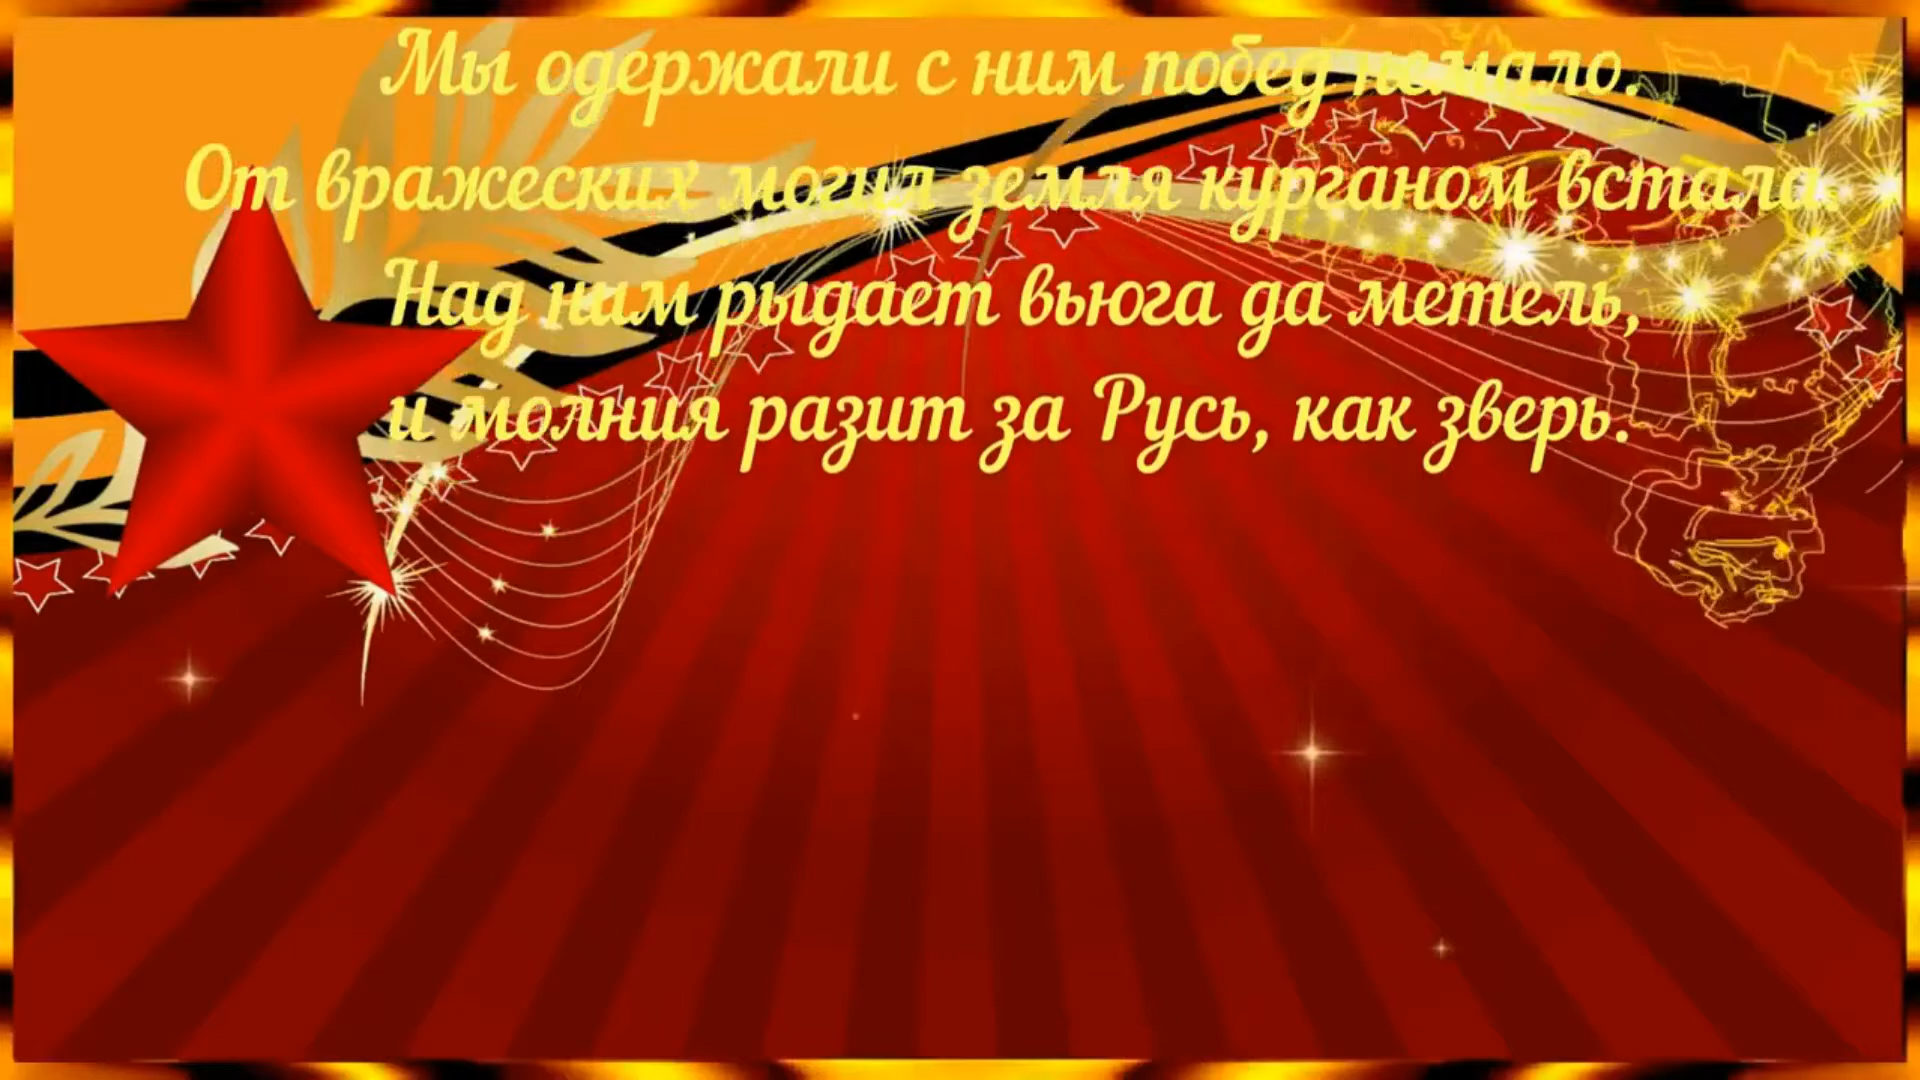 Мы одержали с ним побед немало.
От вражеских могил земля курганом встала.
Над ним рыдает вьюга да метель,
и молния разит за Русь, как зверь.